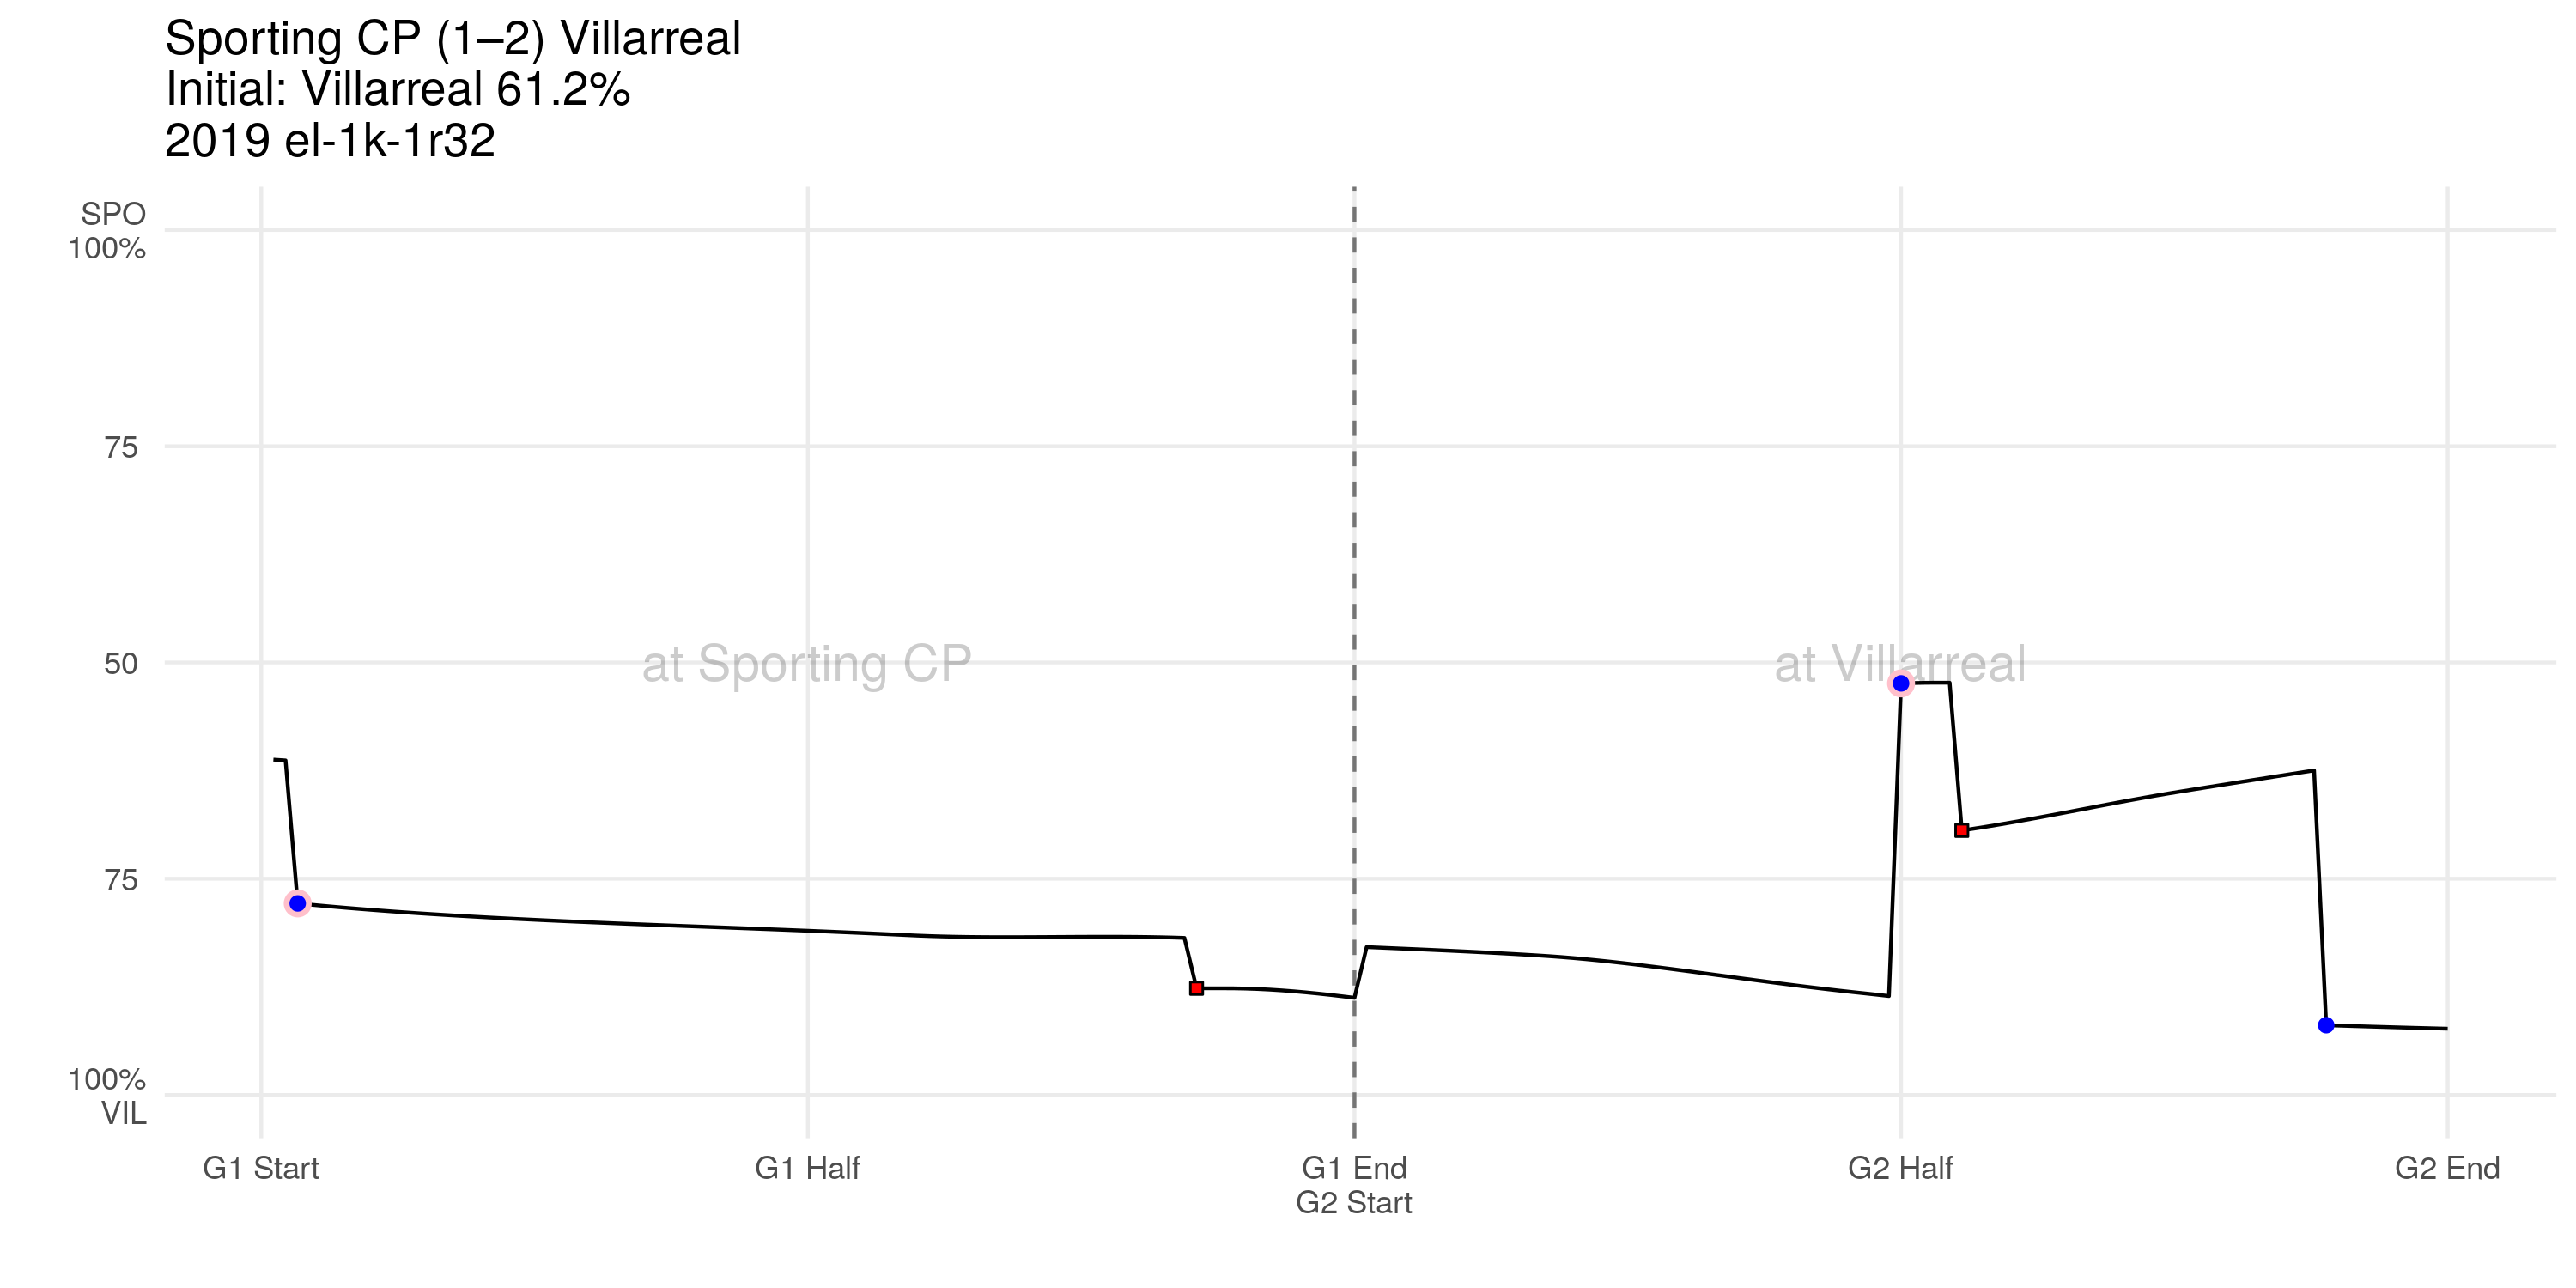 Sporting CP (1–2) Villarreal
Initial: Villarreal 61.2%
2019 el-1k-1r32
SPO
100%
75
50
75
100%
VIL
at Sporting CP
at Villarreal
G1 Start
G1 Half
G1 End
G2 Start
G2 Half
G2 End